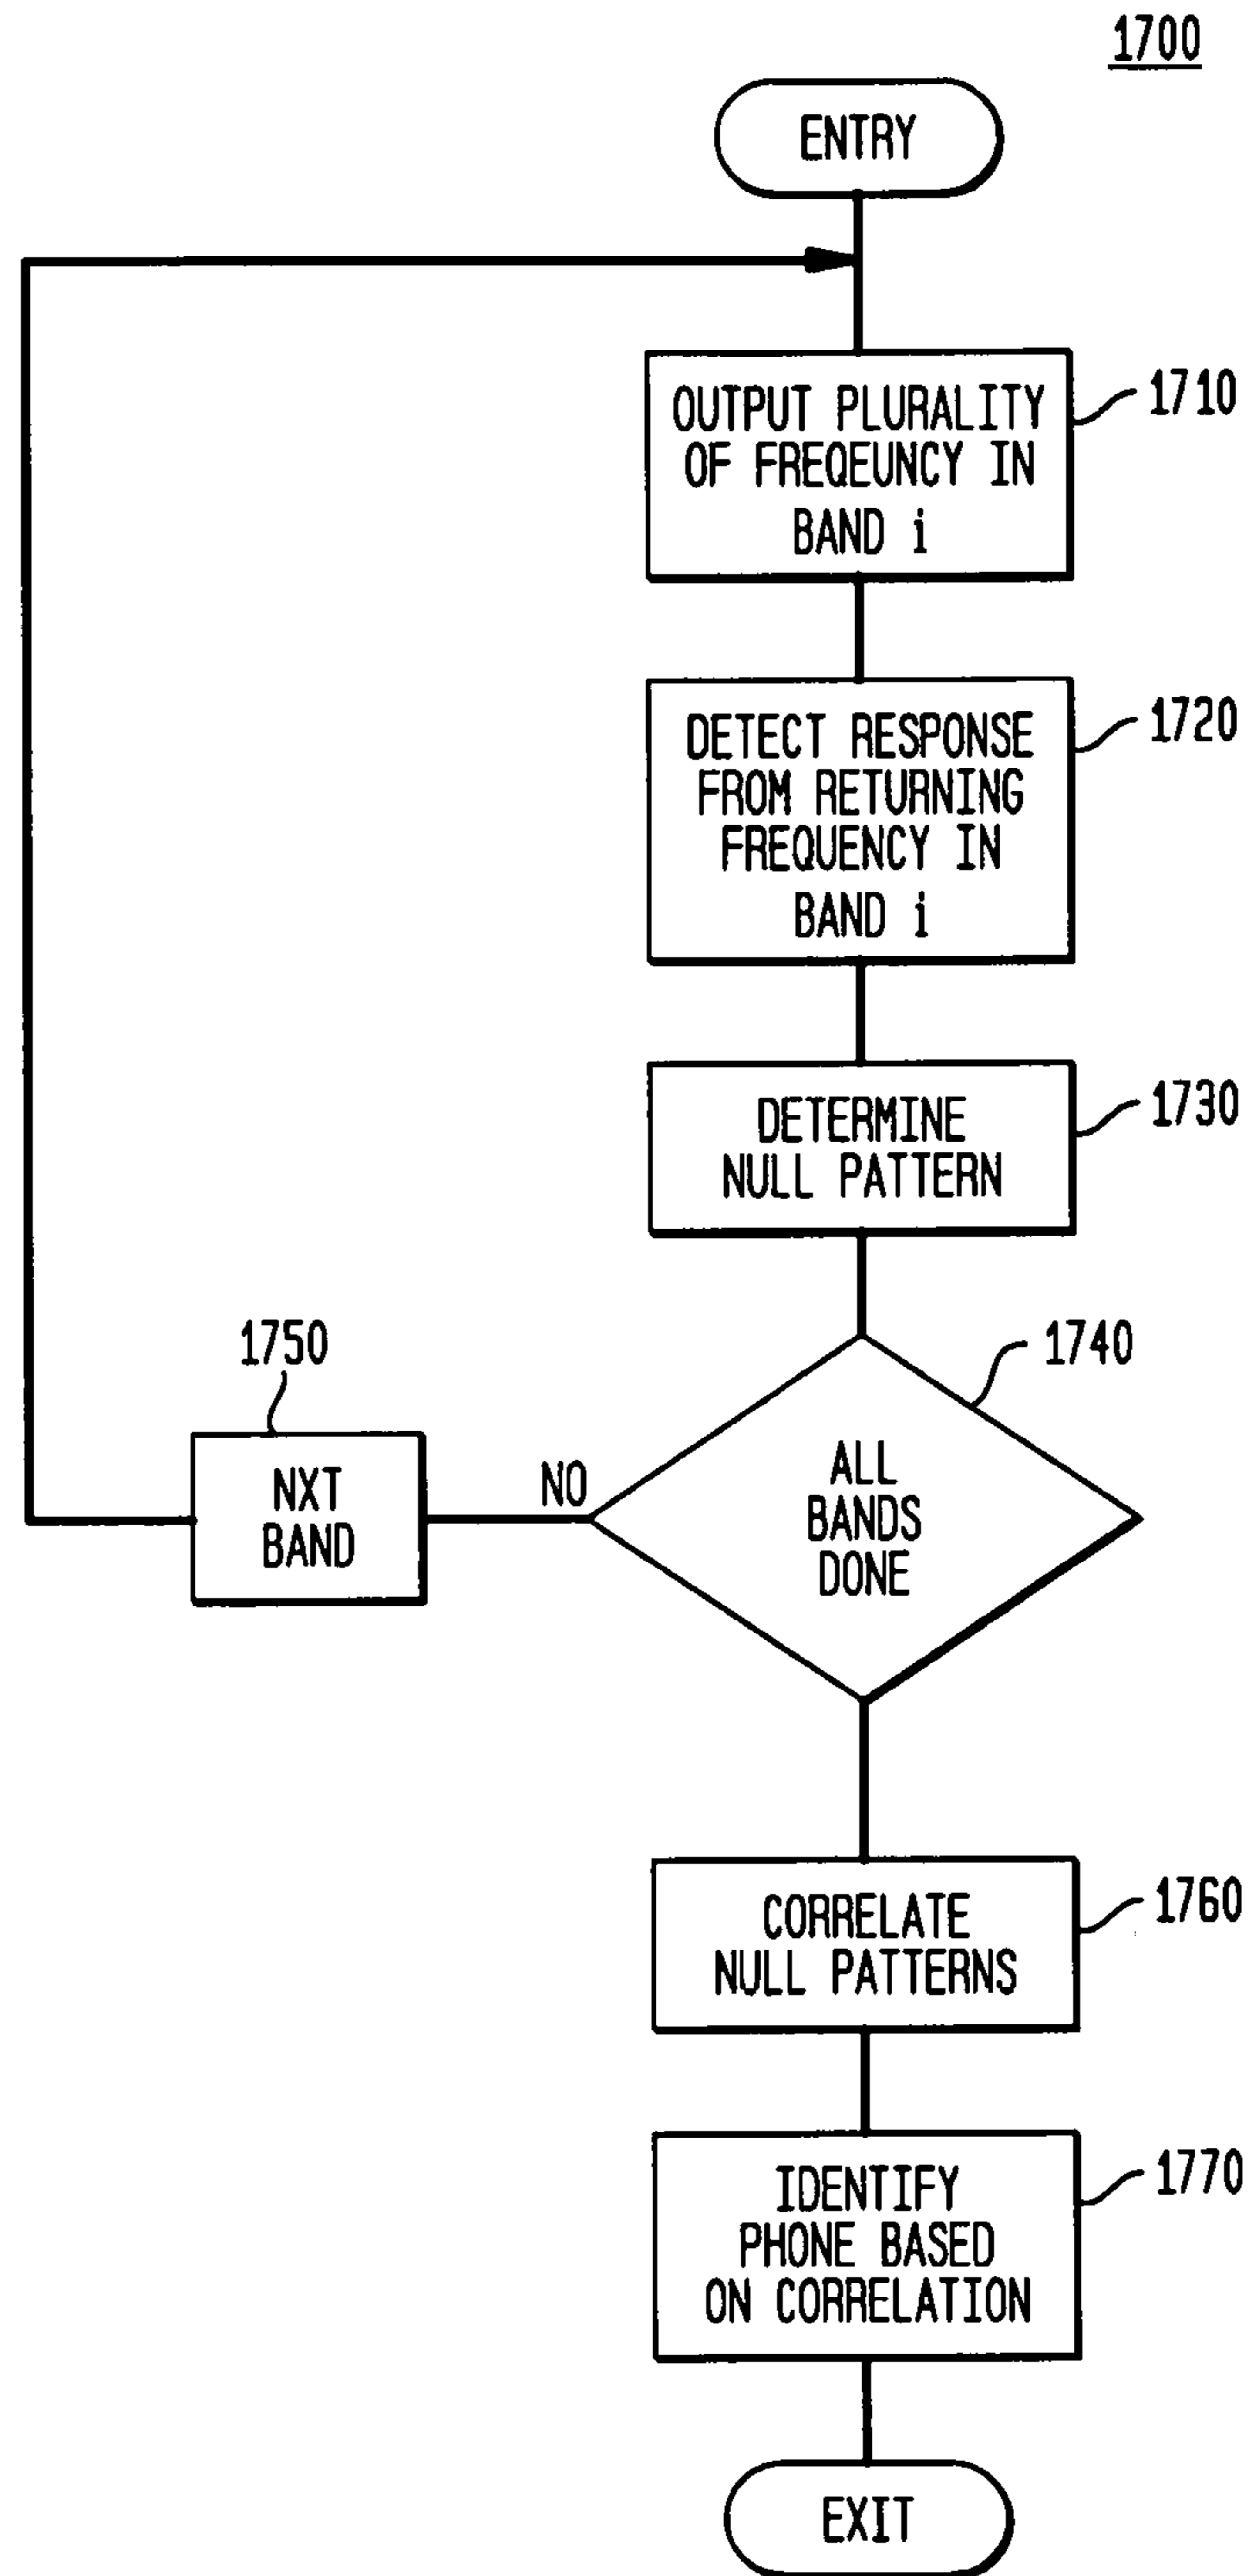 1700
ENTRY
OUTPUT PLURALITY
OF FREQEUNCY IN
BAND i
1710
DETECT RESPONSE
FROM RETURNING
FREQUENCY IN
BAND i
1720
DETERMINE
NULL PATTERN
1730
1740
ALL
BANDS
DONE
NO
1750
NXT
BAND
CORRELATE
NULL PATTERNS
1760
IDENTIFY
PHONE BASED
ON CORRELATION
1770
EXIT